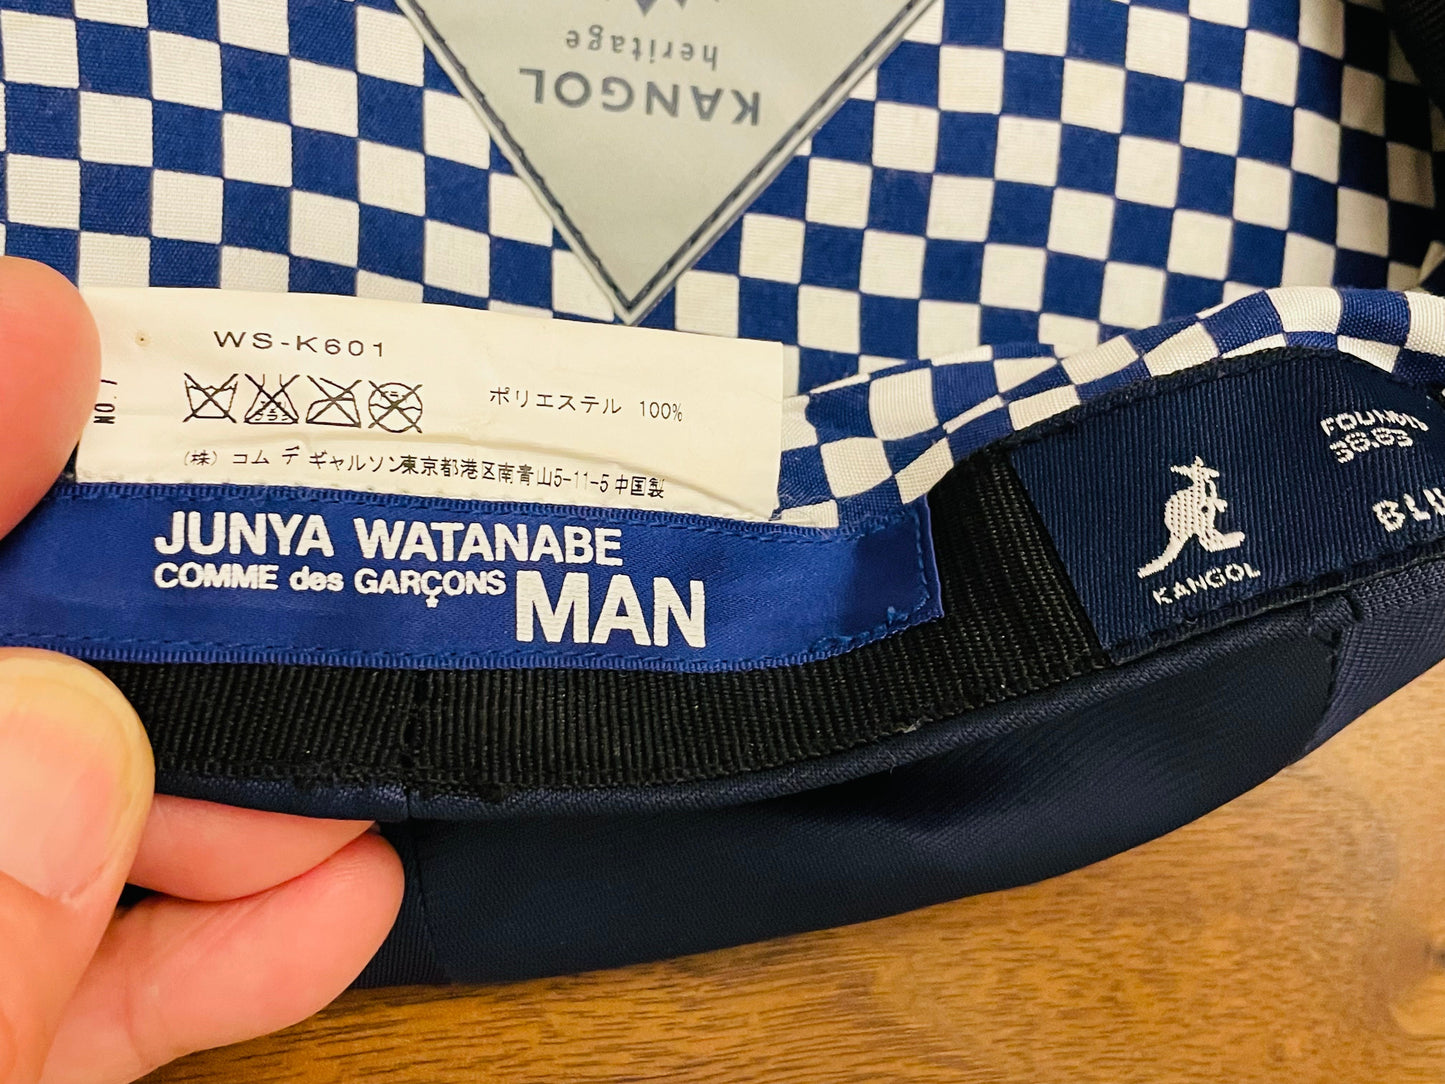 KANGOL
heritage
WS-K601
NO. 1
ポリエステル 100%
(株) コム デ ギャルソン東京都港区南青山5-11-5 中国製
JUNYA WATANABE
COMME des GARÇONS MAN
KANGOL